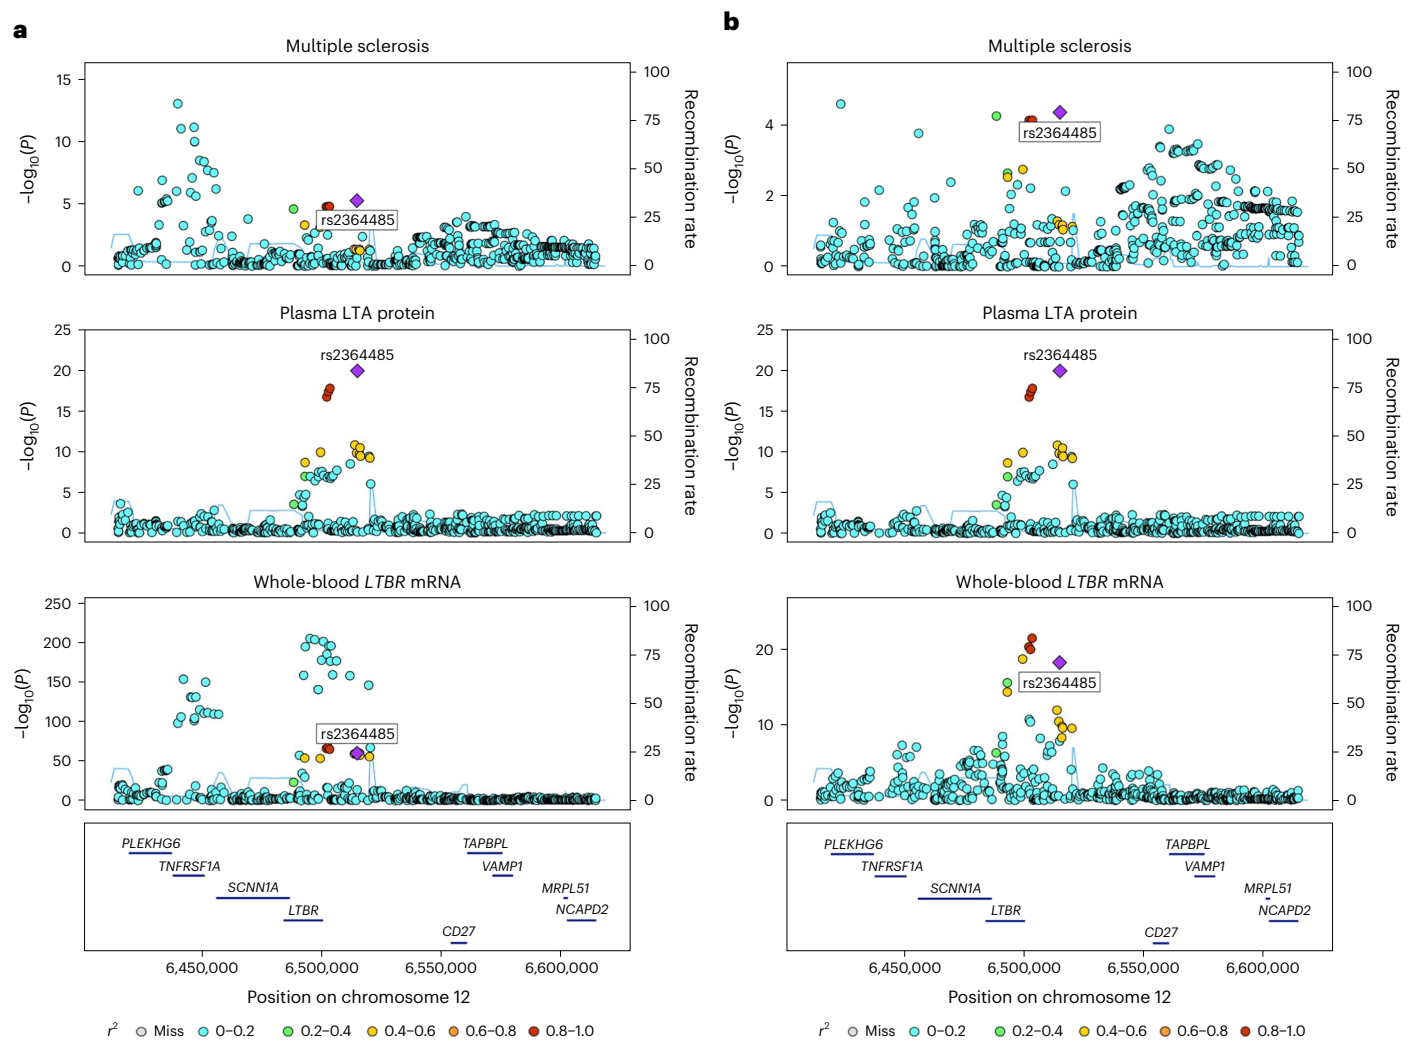 a
Multiple sclerosis
15
10
5
0
−log10(P)
100
75
50
25
0
Recombination rate
rs2364485
Plasma LTA protein
25
20
15
10
5
0
−log10(P)
100
75
50
25
0
Recombination rate
rs2364485
Whole-blood LTBR mRNA
250
200
150
100
50
0
−log10(P)
100
75
50
25
0
Recombination rate
rs2364485
PLEKHG6
TNFRSF1A
SCNN1A
LTBR
CD27
TAPBPL
VAMP1
MRPL51
NCAPD2
6,450,000 6,500,000 6,550,000 6,600,000
Position on chromosome 12
r2 Miss 0–0.2 0.2–0.4 0.4–0.6 0.6–0.8 0.8–1.0
b
Multiple sclerosis
4
2
0
−log10(P)
100
75
50
25
0
Recombination rate
rs2364485
Plasma LTA protein
25
20
15
10
5
0
−log10(P)
100
75
50
25
0
Recombination rate
rs2364485
Whole-blood LTBR mRNA
20
10
0
−log10(P)
100
75
50
25
0
Recombination rate
rs2364485
PLEKHG6
TNFRSF1A
SCNN1A
LTBR
CD27
TAPBPL
VAMP1
MRPL51
NCAPD2
6,450,000 6,500,000 6,550,000 6,600,000
Position on chromosome 12
r2 Miss 0–0.2 0.2–0.4 0.4–0.6 0.6–0.8 0.8–1.0